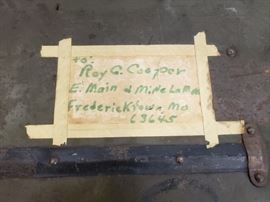 to:
Roy G. Cooper
E. Main & Mine La Motte
Fredericktown, Mo
63645